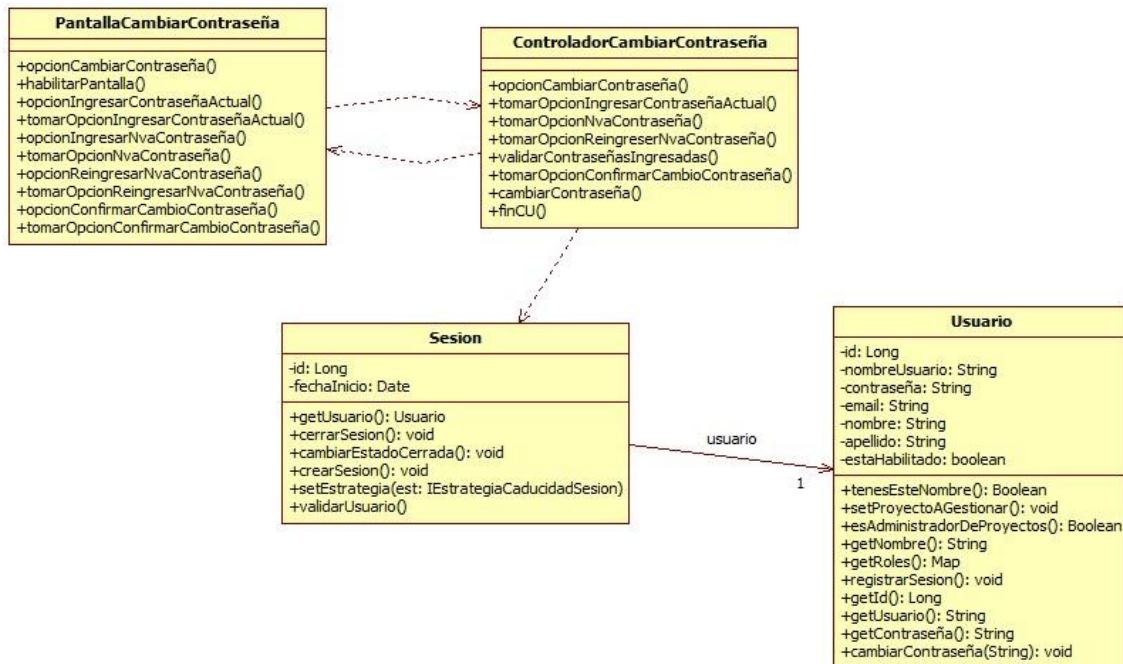 PantallaCambiarContraseña
+opcionCambiarContraseña()
+habilitarPantalla()
+opcionIngresarContraseñaActual()
+tomarOpcionIngresarContraseñaActual()
+opcionIngresarNvaContraseña()
+tomarOpcionNvaContraseña()
+opcionReingresarNvaContraseña()
+tomarOpcionReingresarNvaContraseña()
+opcionConfirmarCambioContraseña()
+tomarOpcionConfirmarCambioContraseña()
ControladorCambiarContraseña
+opcionCambiarContraseña()
+tomarOpcionIngresarContraseñaActual()
+tomarOpcionNvaContraseña()
+tomarOpcionReingreserNvaContraseña()
+validarContraseñasIngresadas()
+tomarOpcionConfirmarCambioContraseña()
+cambiarContraseña()
+finCU()
Sesion
-id: Long
-fechaInicio: Date
+getUsuario(): Usuario
+cerrarSesion(): void
+cambiarEstadoCerrada(): void
+crearSesion(): void
+setEstrategia(est: IEstrategiaCaducidadSesion)
+validarUsuario()
usuario
1
Usuario
-id: Long
-nombreUsuario: String
-contraseña: String
-email: String
-nombre: String
-apellido: String
-estaHabilitado: boolean
+tenesEsteNombre(): Boolean
+setProyectoAGestionar(): void
+esAdministradorDeProyectos(): Boolean
+getNombre(): String
+getRoles(): Map
+registrarSesion(): void
+getId(): Long
+getUsuario(): String
+getContraseña(): String
+cambiarContraseña(String): void